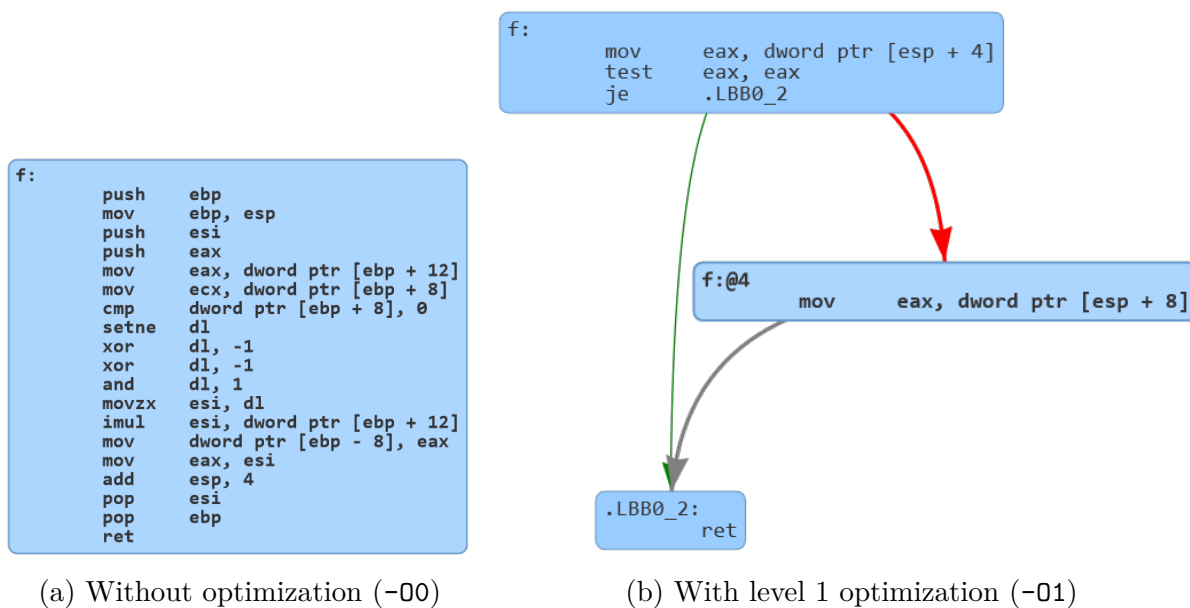 f:
push ebp
mov ebp, esp
push esi
push eax
mov eax, dword ptr [ebp + 12]
mov ecx, dword ptr [ebp + 8]
cmp dword ptr [ebp + 8], 0
setne dl
xor dl, -1
xor dl, -1
and dl, 1
movzx esi, dl
imul esi, dword ptr [ebp + 12]
mov dword ptr [ebp - 8], eax
mov eax, esi
add esp, 4
pop esi
pop ebp
ret
(a) Without optimization (-O0)
f:
mov eax, dword ptr [esp + 4]
test eax, eax
je .LBB0_2
f:@4
mov eax, dword ptr [esp + 8]
.LBB0_2:
ret
(b) With level 1 optimization (-O1)